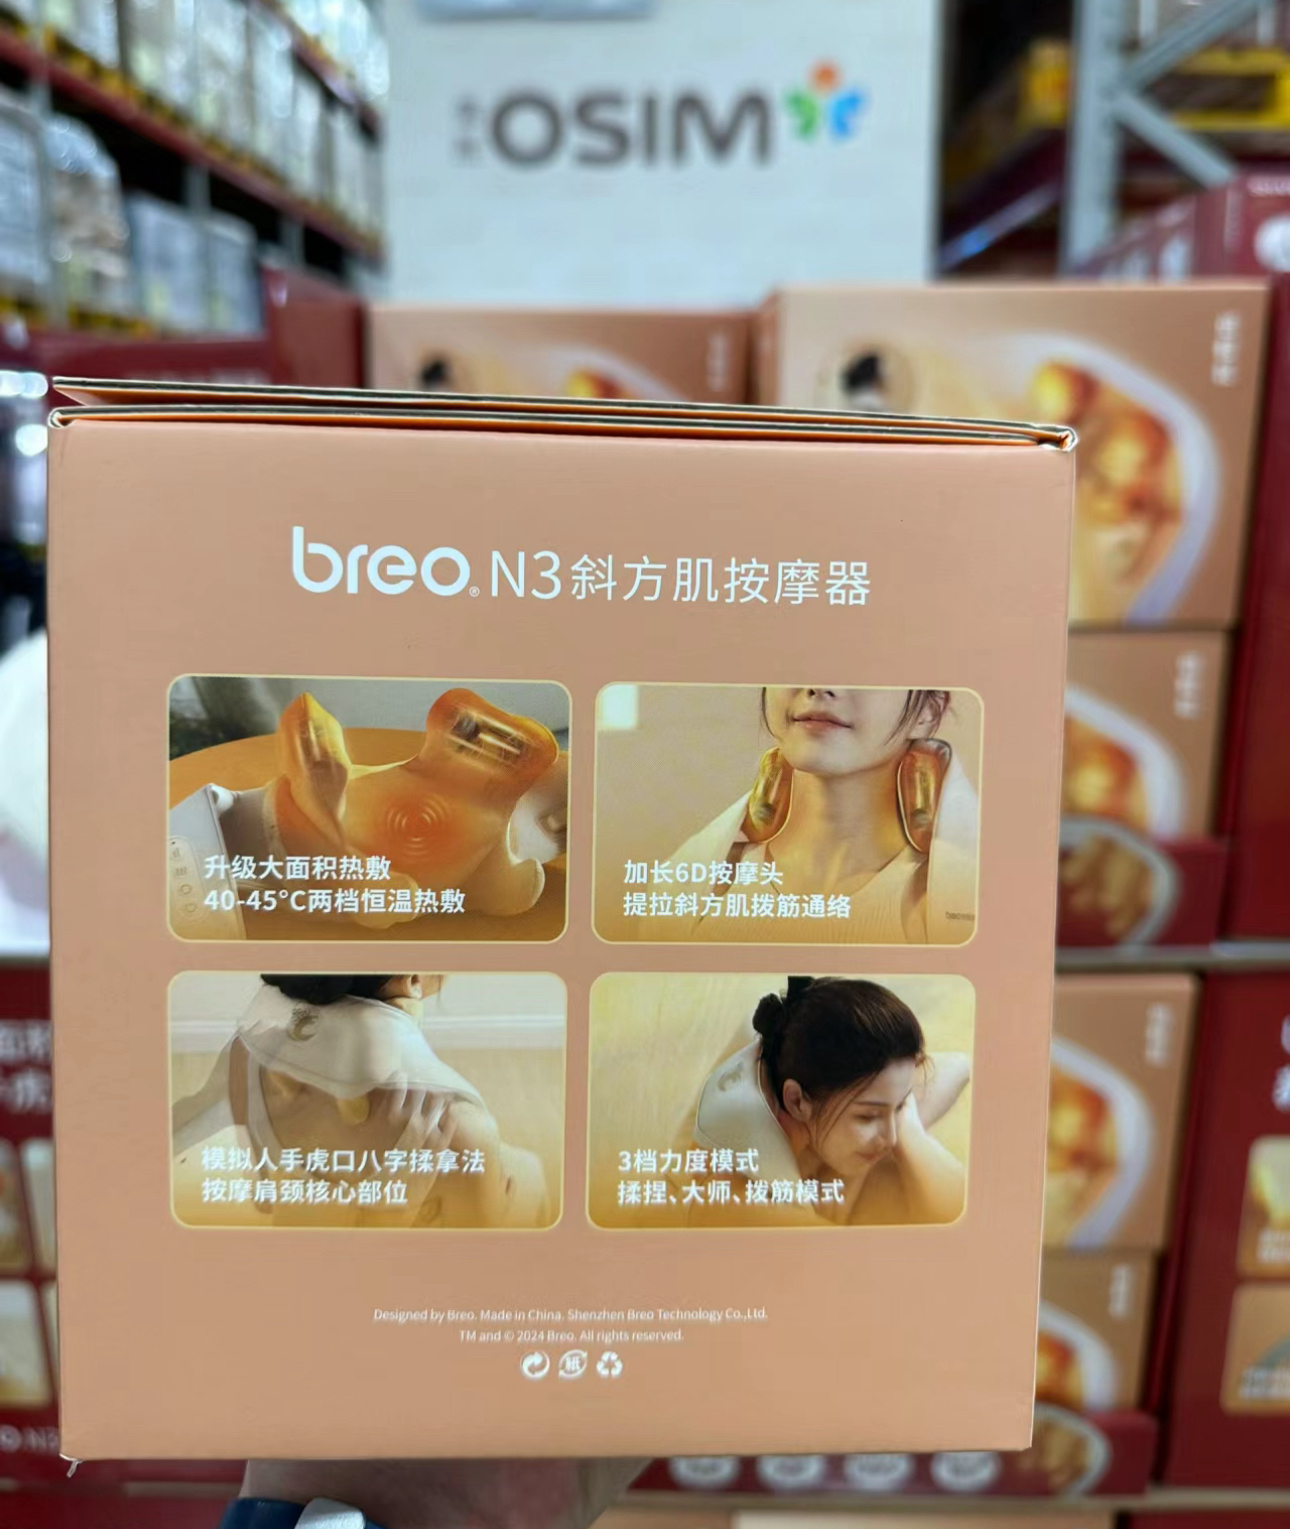 OSIM
breo® N3斜方肌按摩器
升级大面积热敷
40-45°C两档恒温热敷
加长6D按摩头
提拉斜方肌拨筋通络
模拟人手虎口八字揉拿法
按摩肩颈核心部位
3档力度模式
揉捏、大师、拨筋模式
Designed by Breo. Made in China. Shenzhen Breo Technology Co.,Ltd.
TM and © 2024 Breo. All rights reserved.
紙